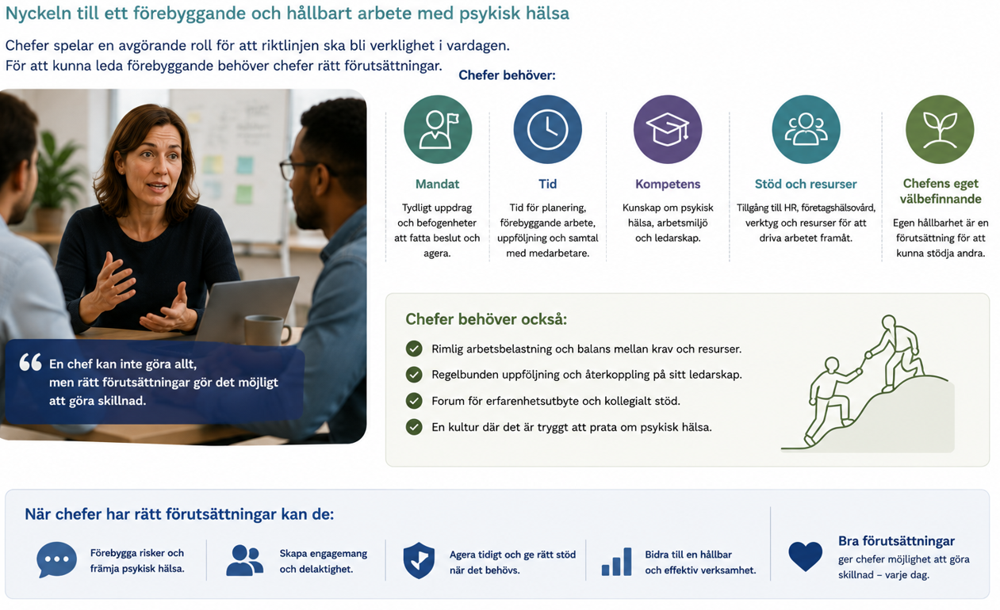 Nyckeln till ett förebyggande och hållbart arbete med psykisk hälsa
Chefer spelar en avgörande roll för att riktlinjen ska bli verklighet i vardagen.
För att kunna leda förebyggande behöver chefer rätt förutsättningar.
Chefer behöver:
Mandat
Tydligt uppdrag
och befogenheter
att fatta beslut och
agera.
Tid
Tid för planering,
förebyggande arbete,
uppföljning och samtal
med medarbetare.
Kompetens
Kunskap om psykisk
hälsa, arbetsmiljö
och ledarskap.
Stöd och resurser
Tillgång till HR, företagshälsovård,
verktyg och resurser för att
driva arbetet framåt.
Chefens eget
välbefinnande
Egen hållbarhet är en
förutsättning för att
kunna stödja andra.
“ En chef kan inte göra allt,
men rätt förutsättningar gör det möjligt
att göra skillnad.
Chefer behöver också:
Rimlig arbetsbelastning och balans mellan krav och resurser.
Regelbunden uppföljning och återkoppling på sitt ledarskap.
Forum för erfarenhetsutbyte och kollegialt stöd.
En kultur där det är tryggt att prata om psykisk hälsa.
När chefer har rätt förutsättningar kan de:
Förebygga risker och
främja psykisk hälsa.
Skapa engagemang
och delaktighet.
Agera tidigt och ge rätt stöd
när det behövs.
Bidra till en hållbar
och effektiv verksamhet.
Bra förutsättningar
ger chefer möjlighet att göra
skillnad – varje dag.